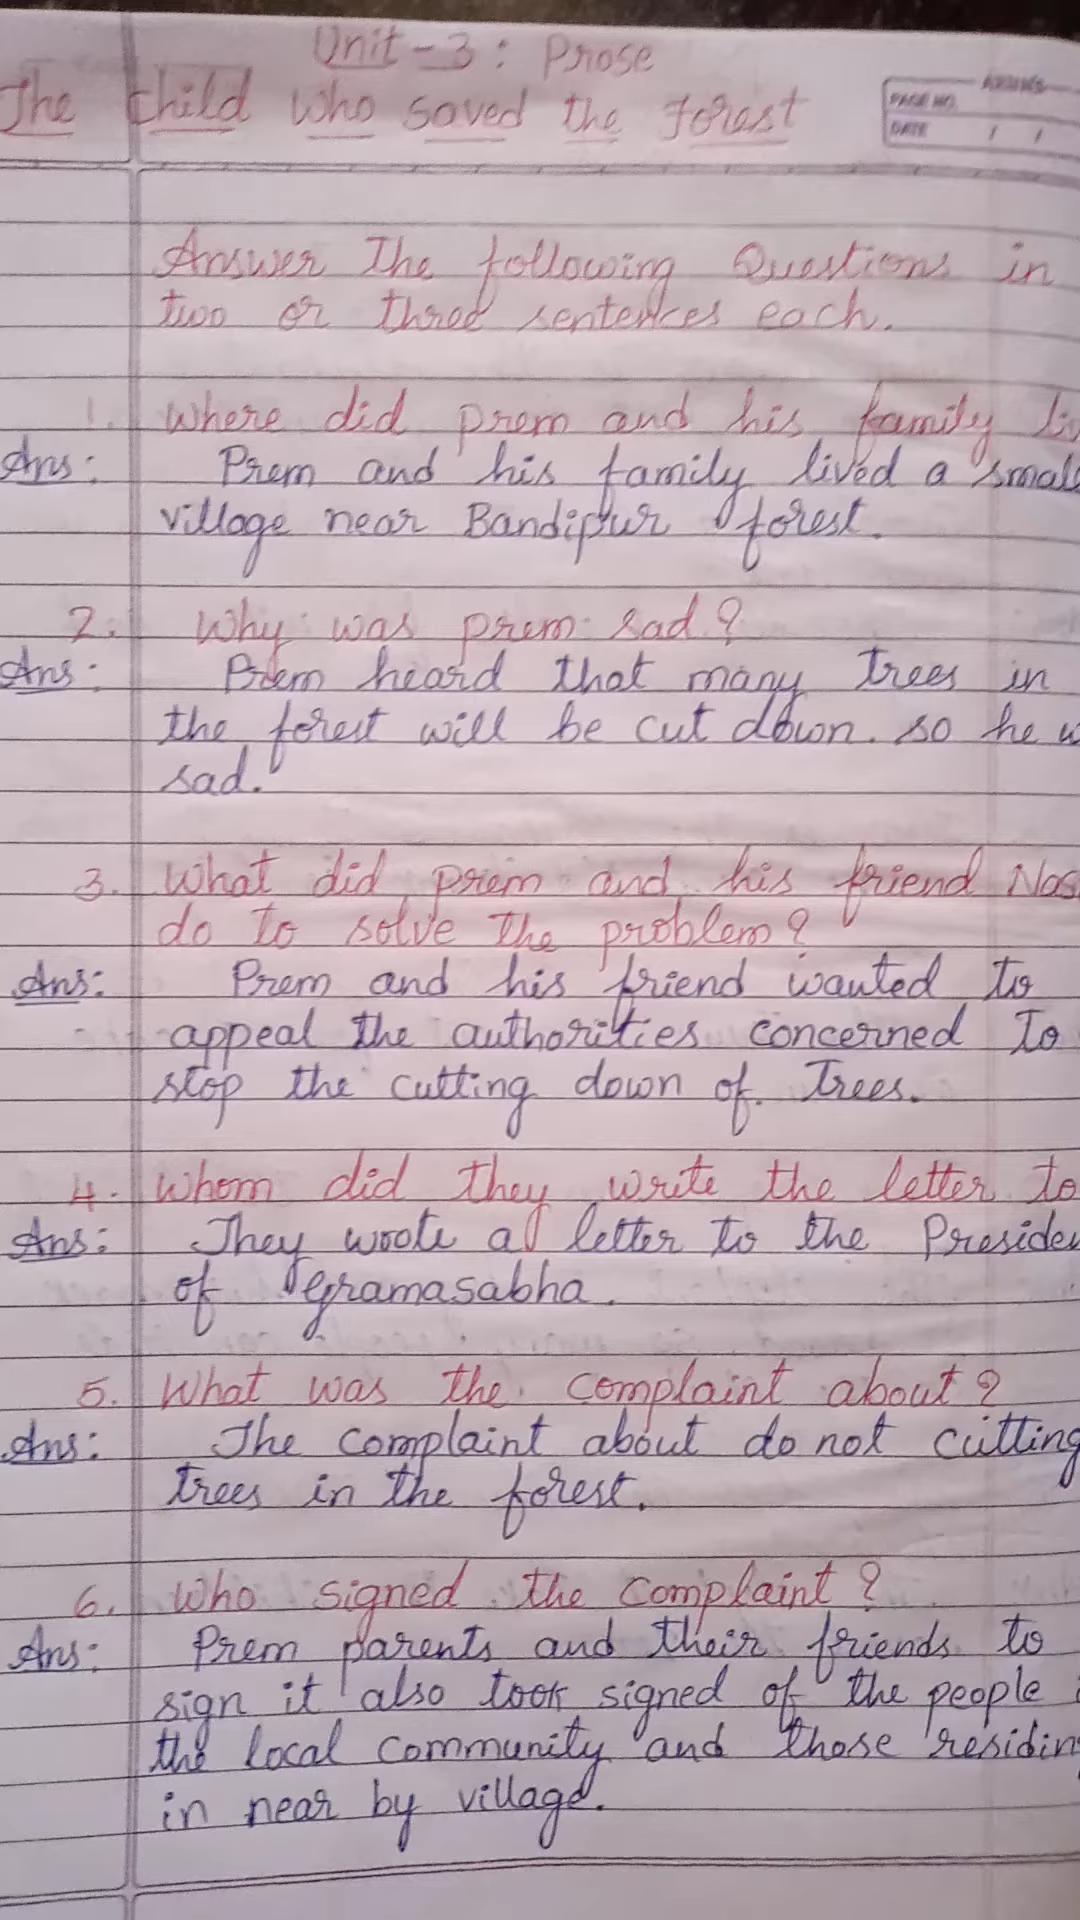 Unit - 3 : Prose
The Child Who saved the Forest
PAGE NO.
DATE / /
Answer The following Questions in
two or three sentences each.
1. Where did prem and his family
Ans: Prem and his family lived a small
village near Bandipur forest.
2. Why was prem sad?
Ans: Prem heard that many trees in
the forest will be cut down. so he
sad.
3. What did prem and his friend
do to solve the problem?
Ans: Prem and his friend wanted to
appeal the authorities concerned To
stop the cutting down of. Trees.
4. Whom did they write the letter to
Ans: They wrote a letter to the
of gramasabha.
5. What was the complaint about?
Ans: The complaint about do not cutting
trees in the forest.
6. Who signed the complaint?
Ans: Prem parents and their friends to
sign it also took signed of the people
the local community and those
in near by village.